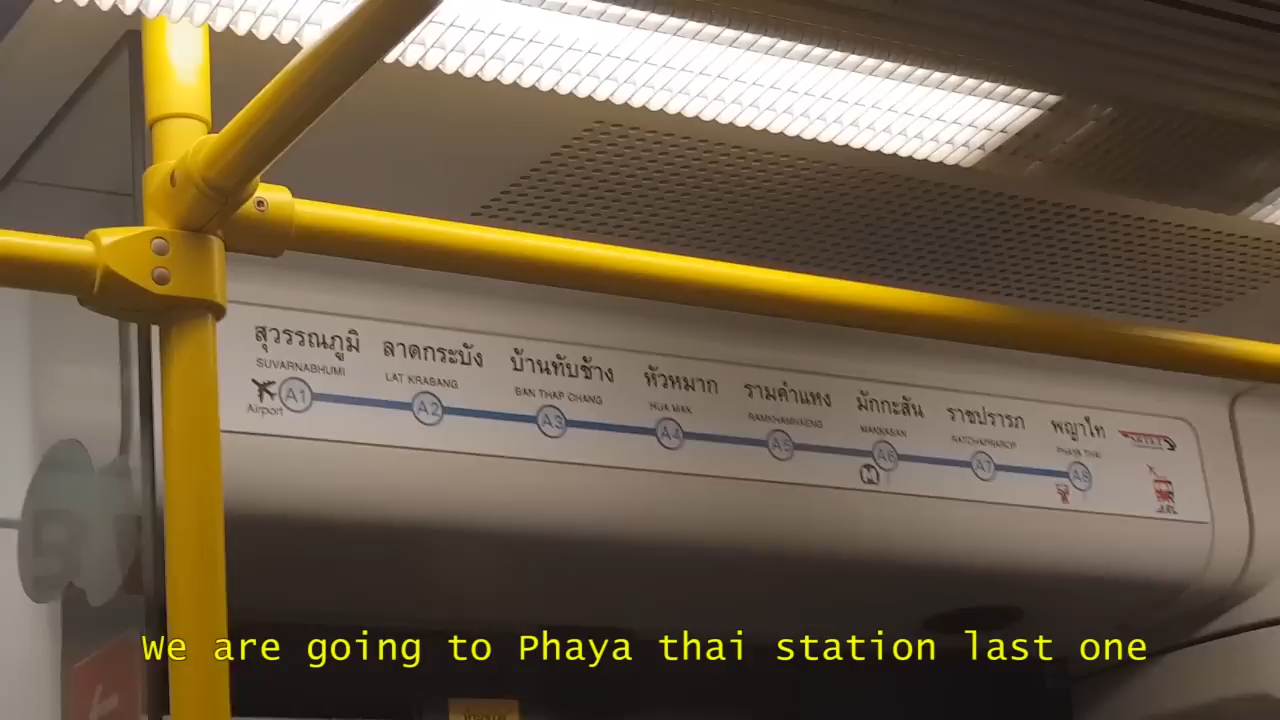 สุวรรณภูมิ
SUVARNABHUMI
A1
Airport
ลาดกระบัง
LAT KRABANG
A2
บ้านทับช้าง
BAN THAP CHANG
A3
หัวหมาก
HUA MAK
A4
รามคำแหง
RAMKHAMHAENG
A5
มักกะสัน
MAKKASAN
A6
ราชปรารภ
RATCHAPRAROP
A7
พญาไท
PHAYA THAI
A8
We are going to Phaya thai station last one